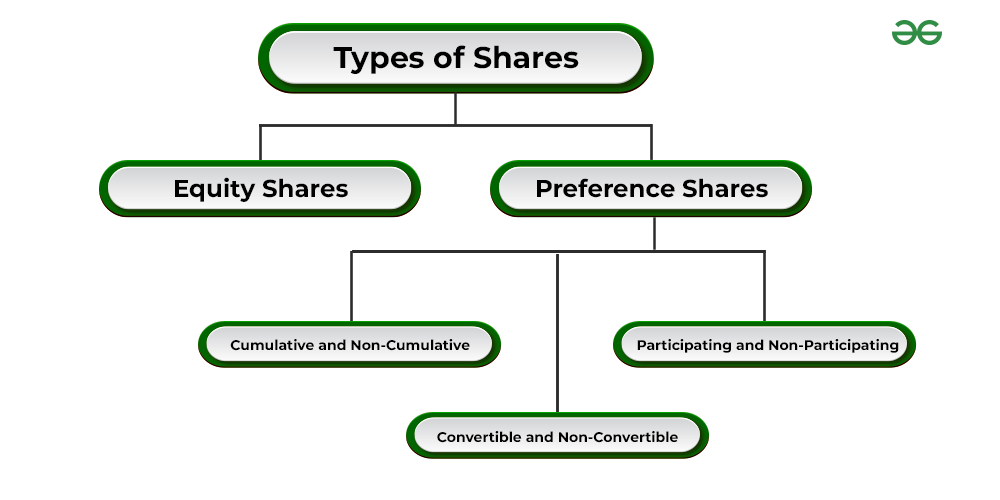 Types of Shares
Equity Shares
Preference Shares
Cumulative and Non-Cumulative
Participating and Non-Participating
Convertible and Non-Convertible